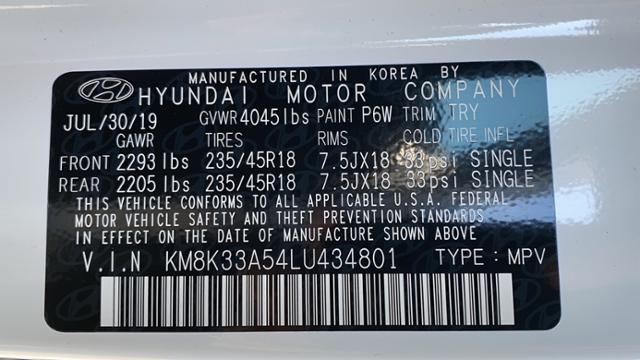 MANUFACTURED IN KOREA BY
HYUNDAI MOTOR COMPANY
JUL/30/19 GVWR 4045lbs PAINT P6W TRIM TRY
GAWR TIRES RIMS COLD TIRE INFL
FRONT 2293 lbs 235/45R18 7.5JX18 33psi SINGLE
REAR 2205 lbs 235/45R18 7.5JX18 33psi SINGLE
THIS VEHICLE CONFORMS TO ALL APPLICABLE U.S.A. FEDERAL
MOTOR VEHICLE SAFETY AND THEFT PREVENTION STANDARDS
IN EFFECT ON THE DATE OF MANUFACTURE SHOWN ABOVE.
V.I.N KM8K33A54LU434801 TYPE : MPV